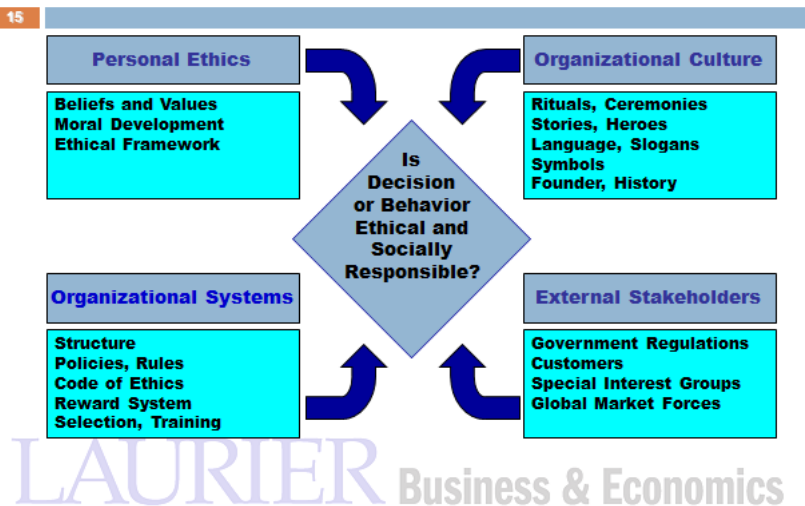 15
Personal Ethics
Beliefs and Values
Moral Development
Ethical Framework
Organizational Culture
Rituals, Ceremonies
Stories, Heroes
Language, Slogans
Symbols
Founder, History
Is
Decision
or Behavior
Ethical and
Socially
Responsible?
Organizational Systems
Structure
Policies, Rules
Code of Ethics
Reward System
Selection, Training
External Stakeholders
Government Regulations
Customers
Special Interest Groups
Global Market Forces
LAURIER Business & Economics